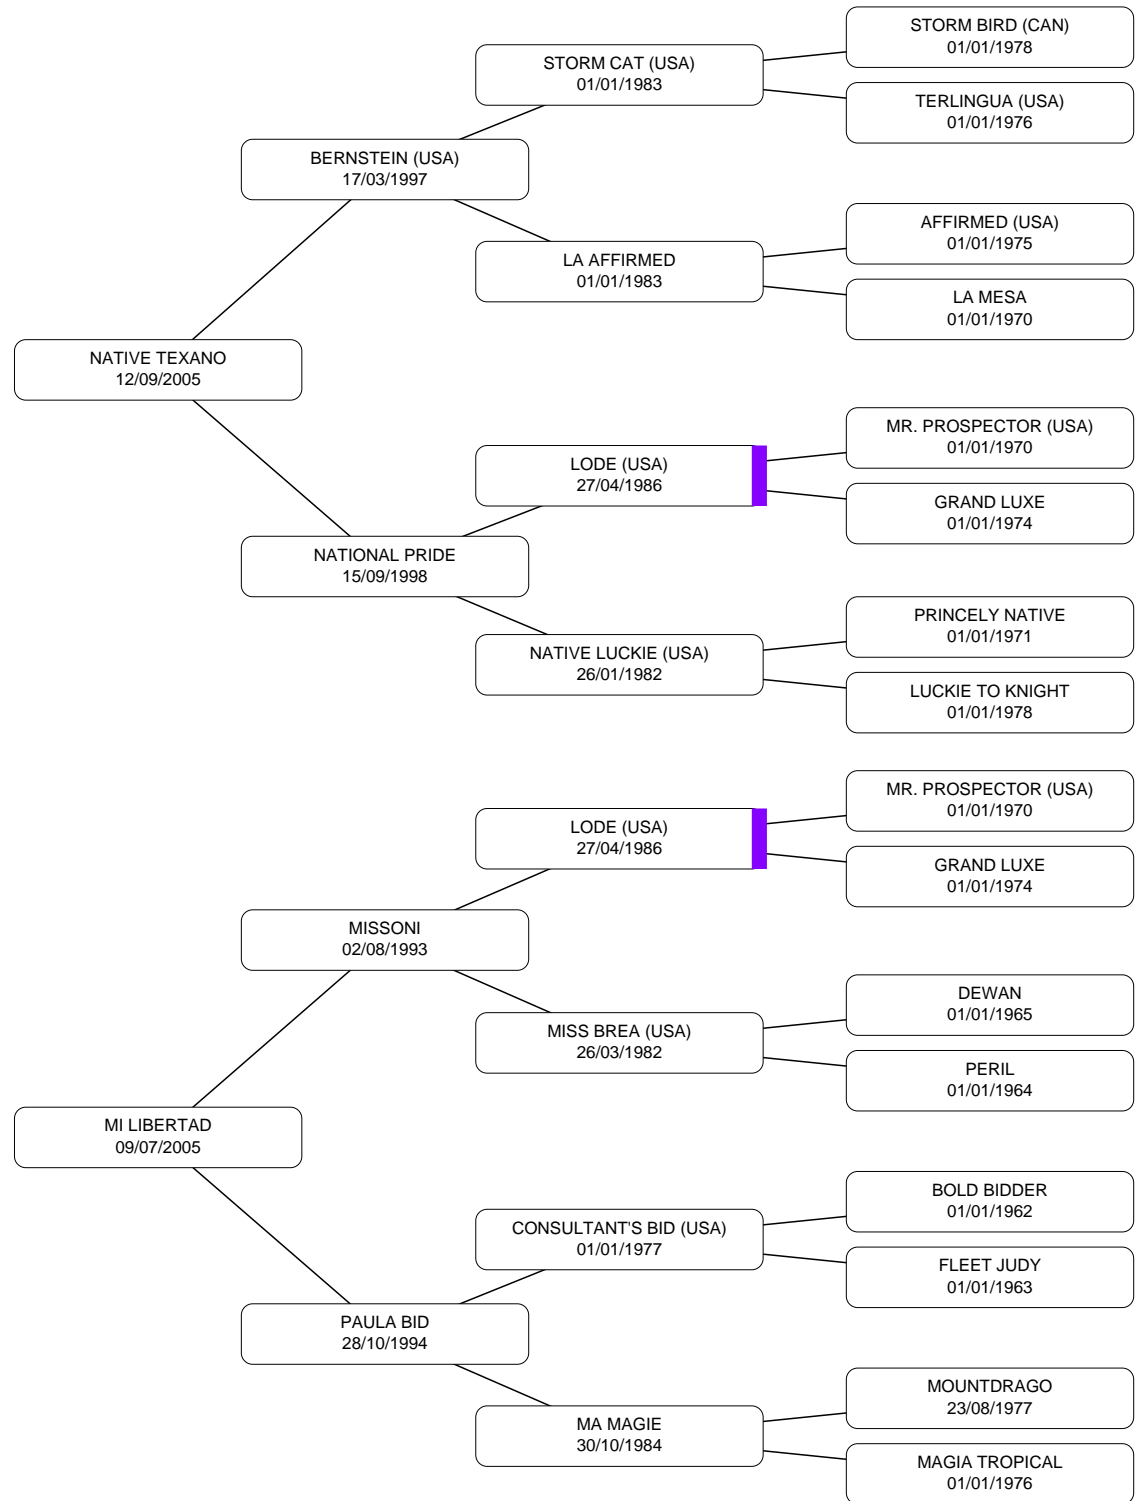 STORM BIRD (CAN)
01/01/1978
STORM CAT (USA)
01/01/1983
TERLINGUA (USA)
01/01/1976
BERNSTEIN (USA)
17/03/1997
AFFIRMED (USA)
01/01/1975
LA AFFIRMED
01/01/1983
LA MESA
01/01/1970
NATIVE TEXANO
12/09/2005
MR. PROSPECTOR (USA)
01/01/1970
LODE (USA)
27/04/1986
GRAND LUXE
01/01/1974
NATIONAL PRIDE
15/09/1998
PRINCELY NATIVE
01/01/1971
NATIVE LUCKIE (USA)
26/01/1982
LUCKIE TO KNIGHT
01/01/1978
MR. PROSPECTOR (USA)
01/01/1970
LODE (USA)
27/04/1986
GRAND LUXE
01/01/1974
MISSONI
02/08/1993
DEWAN
01/01/1965
MISS BREA (USA)
26/03/1982
PERIL
01/01/1964
MI LIBERTAD
09/07/2005
BOLD BIDDER
01/01/1962
CONSULTANT'S BID (USA)
01/01/1977
FLEET JUDY
01/01/1963
PAULA BID
28/10/1994
MOUNTDRAGO
23/08/1977
MA MAGIE
30/10/1984
MAGIA TROPICAL
01/01/1976